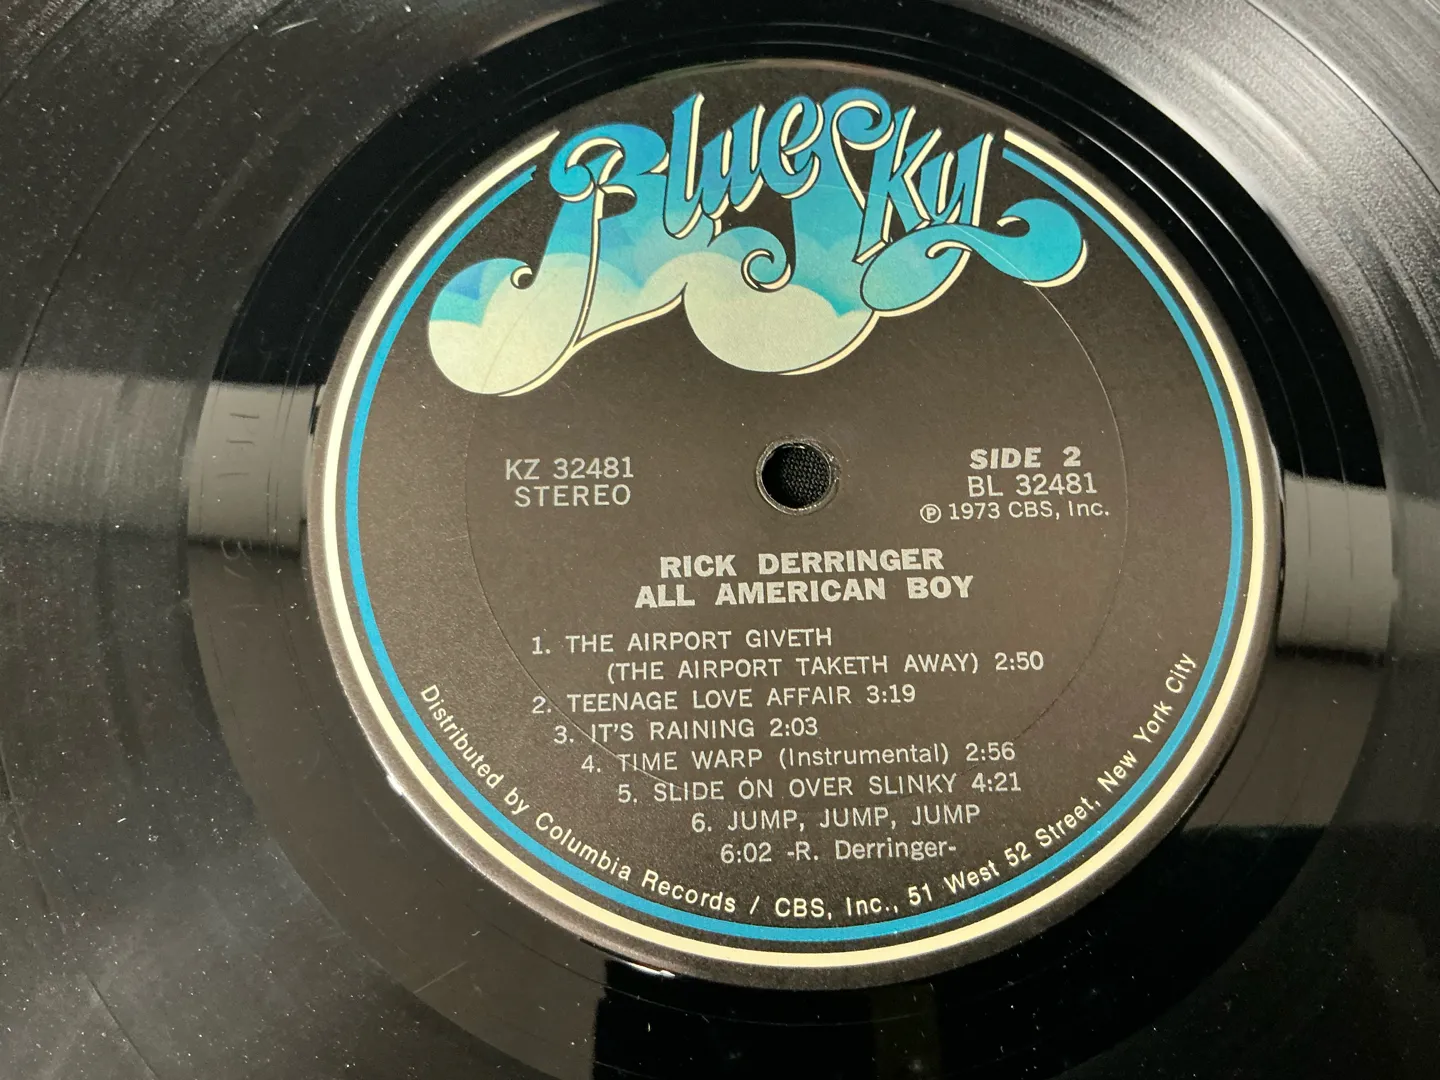 Blue Sky
KZ 32481
STEREO
SIDE 2
BL 32481
℗ 1973 CBS, Inc.
RICK DERRINGER
ALL AMERICAN BOY
1. THE AIRPORT GIVETH
(THE AIRPORT TAKETH AWAY) 2:50
2. TEENAGE LOVE AFFAIR 3:19
3. IT'S RAINING 2:03
4. TIME WARP (Instrumental) 2:56
5. SLIDE ON OVER SLINKY 4:21
6. JUMP, JUMP, JUMP
6:02 -R. Derringer-
Distributed by Columbia Records / CBS, Inc., 51 West 52 Street, New York City